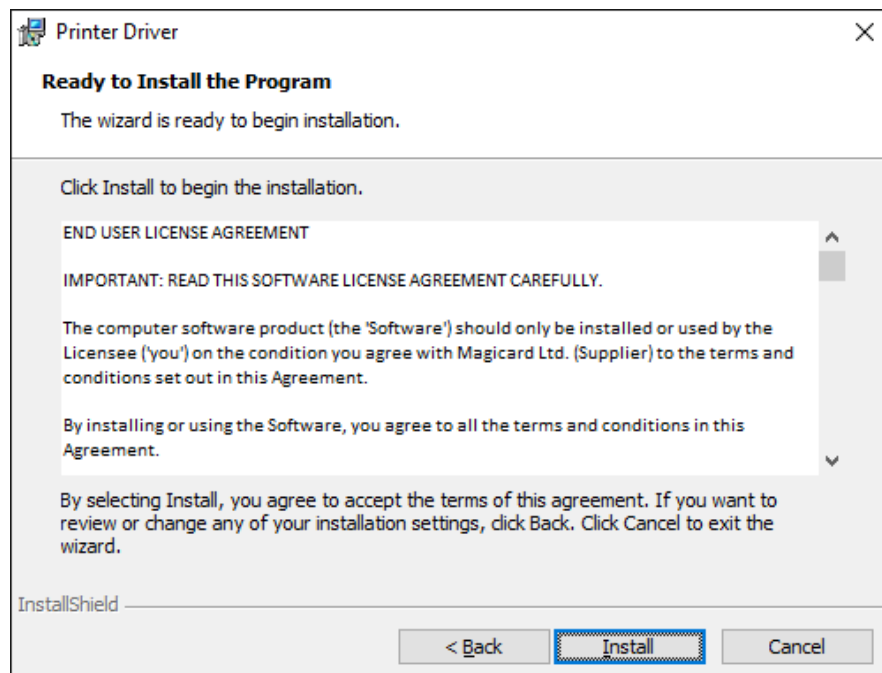 Printer Driver
Ready to Install the Program
The wizard is ready to begin installation.
Click Install to begin the installation.
END USER LICENSE AGREEMENT
IMPORTANT: READ THIS SOFTWARE LICENSE AGREEMENT CAREFULLY.
The computer software product (the 'Software') should only be installed or used by the
Licensee ('you') on the condition you agree with Magicard Ltd. (Supplier) to the terms and
conditions set out in this Agreement.
By installing or using the Software, you agree to all the terms and conditions in this
Agreement.
By selecting Install, you agree to accept the terms of this agreement. If you want to
review or change any of your installation settings, click Back. Click Cancel to exit the
wizard.
InstallShield
< Back Install Cancel